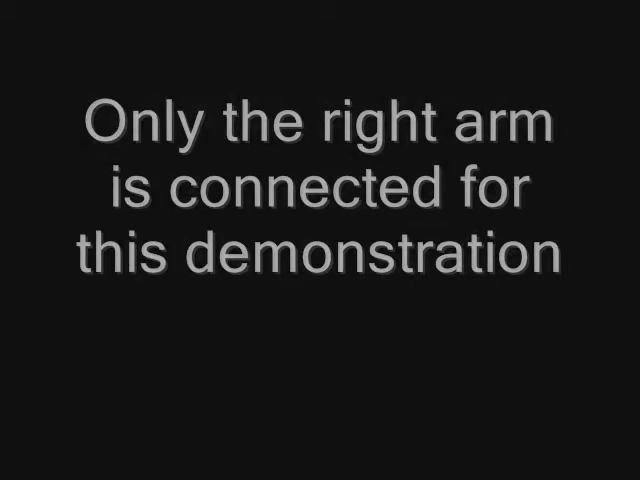 Only the right arm
is connected for
this demonstration